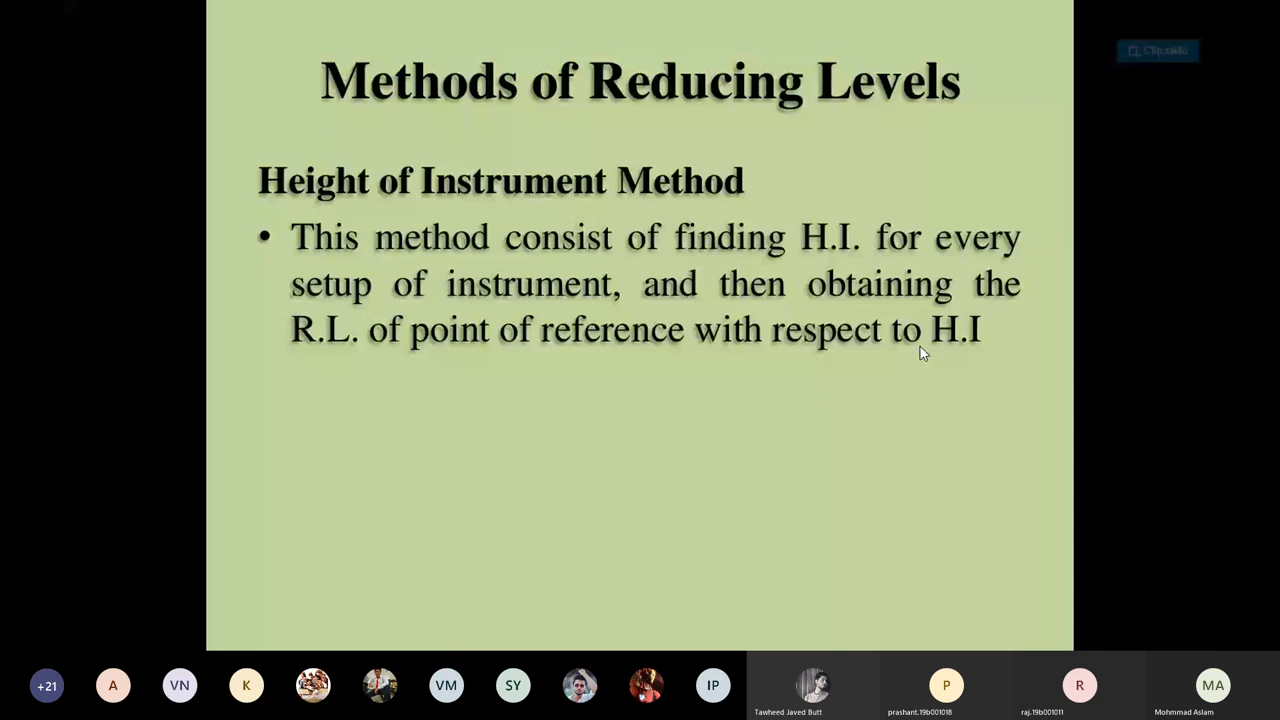 Clip slide
Methods of Reducing Levels
Height of Instrument Method
• This method consist of finding H.I. for every
setup of instrument, and then obtaining the
R.L. of point of reference with respect to H.I
+21
A
VN
K
VM
SY
IP
P
R
MA
Tawheed Javed Butt
prashant.19b001018
raj.19b001011
Mohmmad Aslam